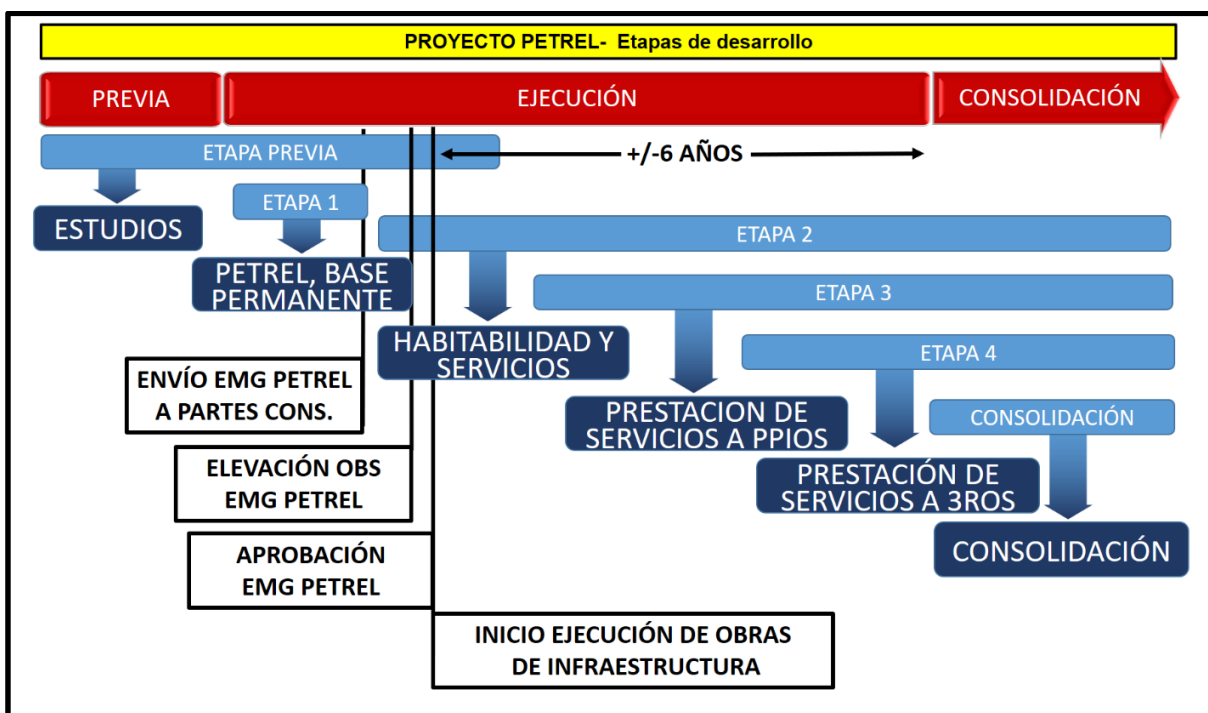 PROYECTO PETREL- Etapas de desarrollo
PREVIA
EJECUCIÓN
CONSOLIDACIÓN
ETAPA PREVIA
+/-6 AÑOS
ETAPA 1
ESTUDIOS
ETAPA 2
PETREL, BASE
PERMANENTE
ETAPA 3
HABITABILIDAD Y
SERVICIOS
ETAPA 4
ENVÍO EMG PETREL
A PARTES CONS.
PRESTACION DE
SERVICIOS A PPIOS
CONSOLIDACIÓN
ELEVACIÓN OBS
EMG PETREL
PRESTACIÓN DE
SERVICIOS A 3ROS
APROBACIÓN
EMG PETREL
CONSOLIDACIÓN
INICIO EJECUCIÓN DE OBRAS
DE INFRAESTRUCTURA